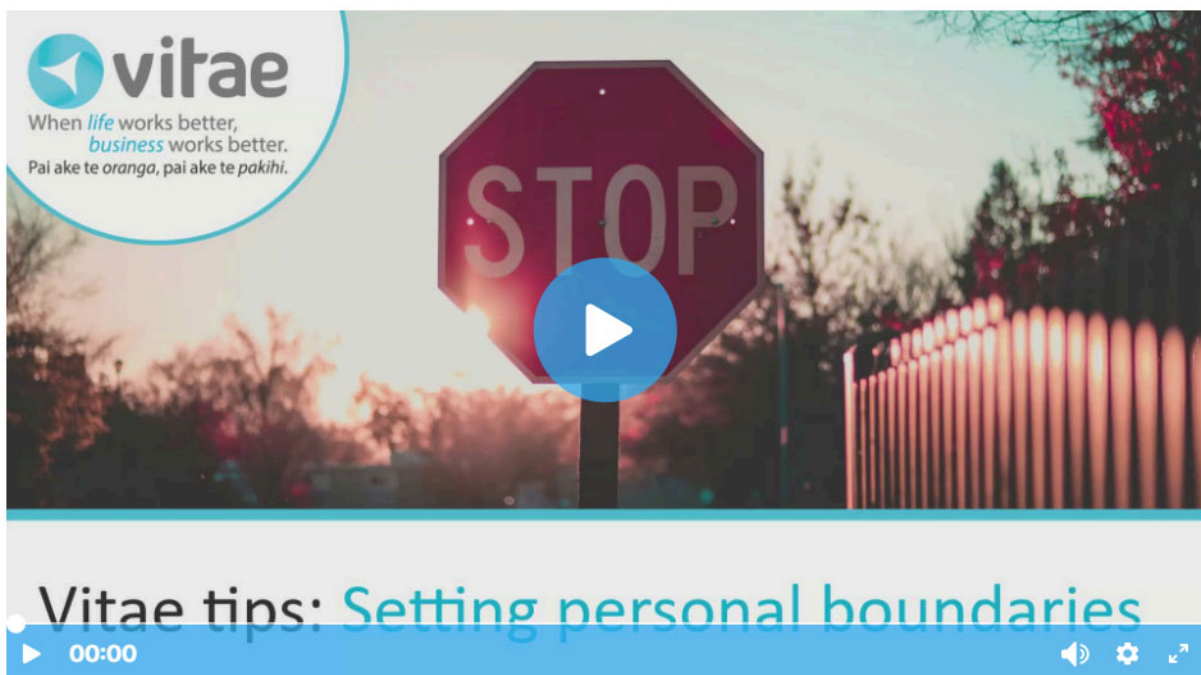 vitae
When life works better,
business works better.
Pai ake te oranga, pai ake te pakihi.
STOP
Vitae tips: Setting personal boundaries
00:00